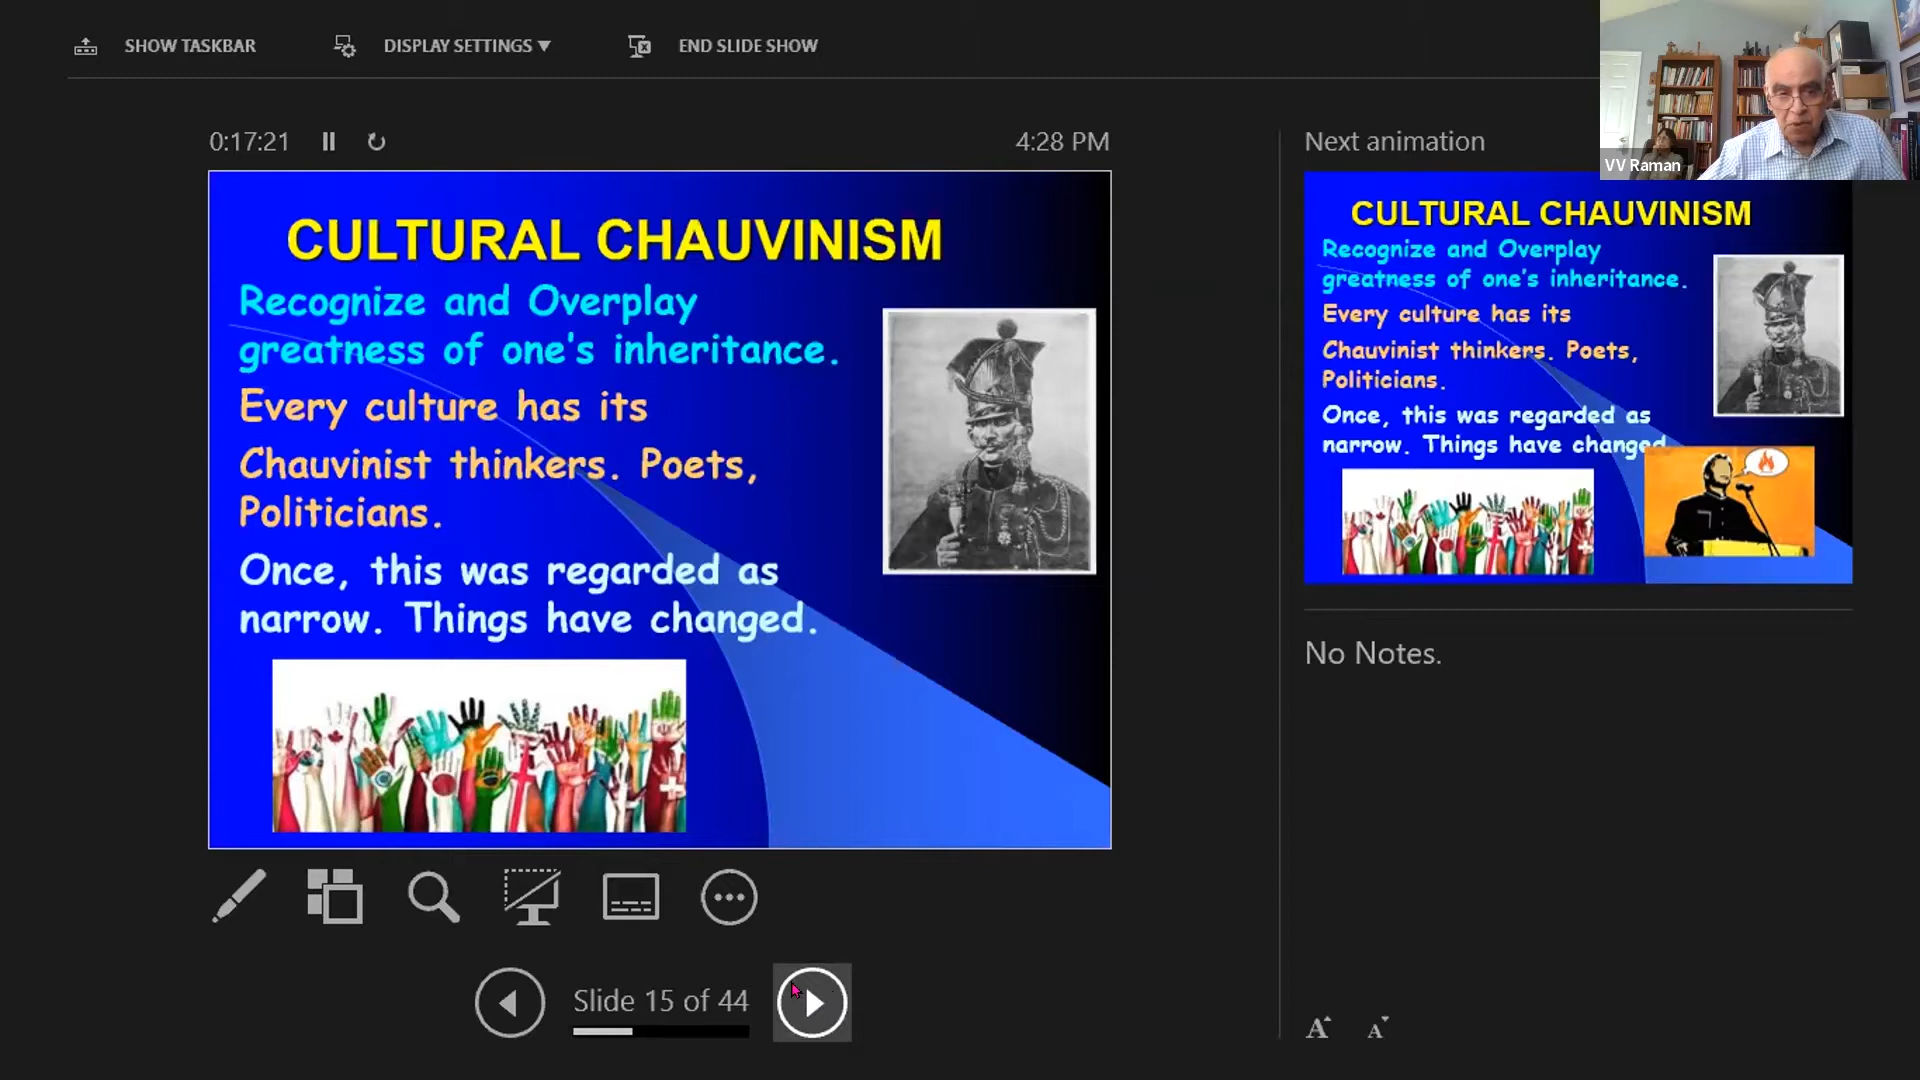 SHOW TASKBAR
DISPLAY SETTINGS ▼
END SLIDE SHOW
0:17:21
4:28 PM
CULTURAL CHAUVINISM
Recognize and Overplay
greatness of one's inheritance.
Every culture has its
Chauvinist thinkers. Poets,
Politicians.
Once, this was regarded as
narrow. Things have changed.
Slide 15 of 44
Next animation
VV Raman
CULTURAL CHAUVINISM
Recognize and Overplay
greatness of one's inheritance.
Every culture has its
Chauvinist thinkers. Poets,
Politicians.
Once, this was regarded as
narrow. Things have changed
No Notes.
A A